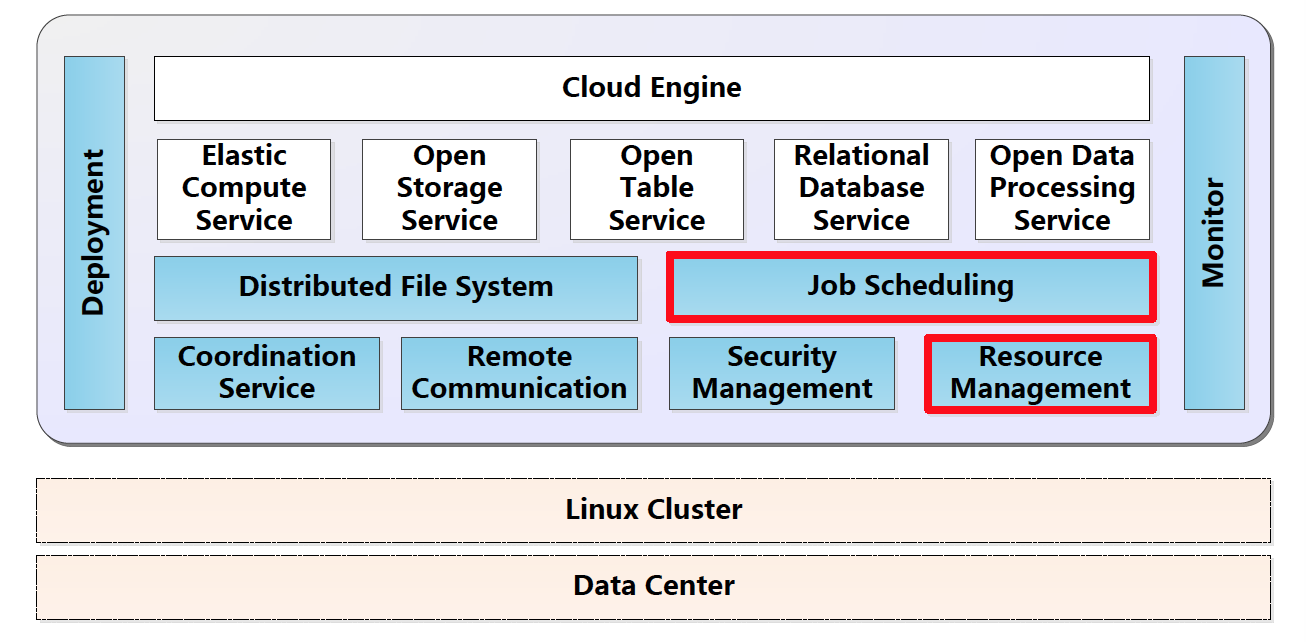 Cloud Engine
Deployment
Elastic
Compute
Service
Open
Storage
Service
Open
Table
Service
Relational
Database
Service
Open Data
Processing
Service
Monitor
Distributed File System
Job Scheduling
Coordination
Service
Remote
Communication
Security
Management
Resource
Management
Linux Cluster
Data Center